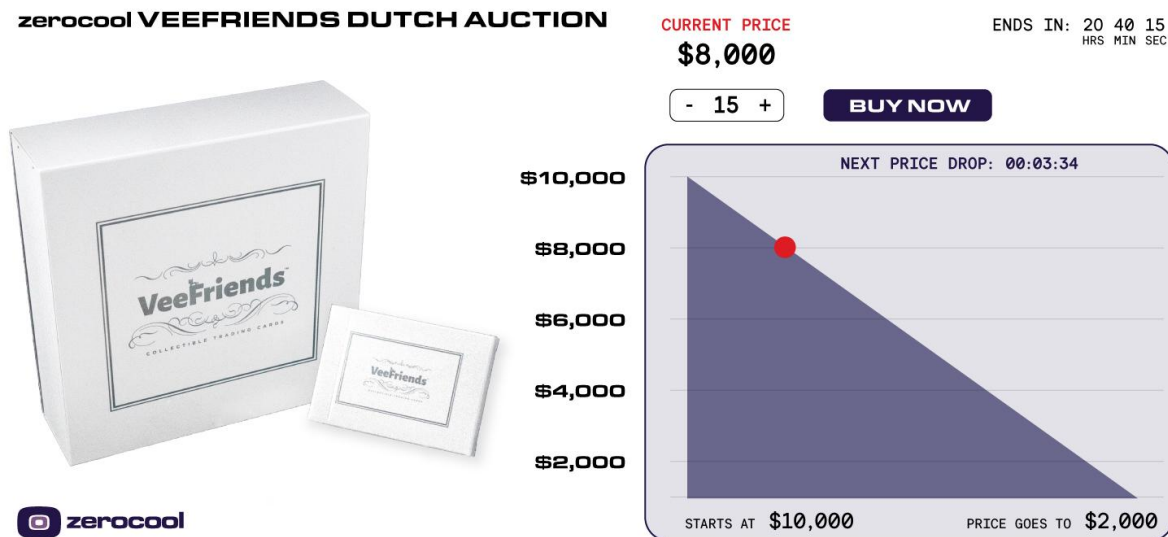 zerocool VEEFRIENDS DUTCH AUCTION
CURRENT PRICE
$8,000
ENDS IN: 20 40 15
HRS MIN SEC
- 15 +
BUY NOW
NEXT PRICE DROP: 00:03:34
$10,000
$8,000
$6,000
$4,000
$2,000
STARTS AT $10,000
PRICE GOES TO $2,000
VeeFriends™
COLLECTIBLE TRADING CARDS
VeeFriends
zerocool